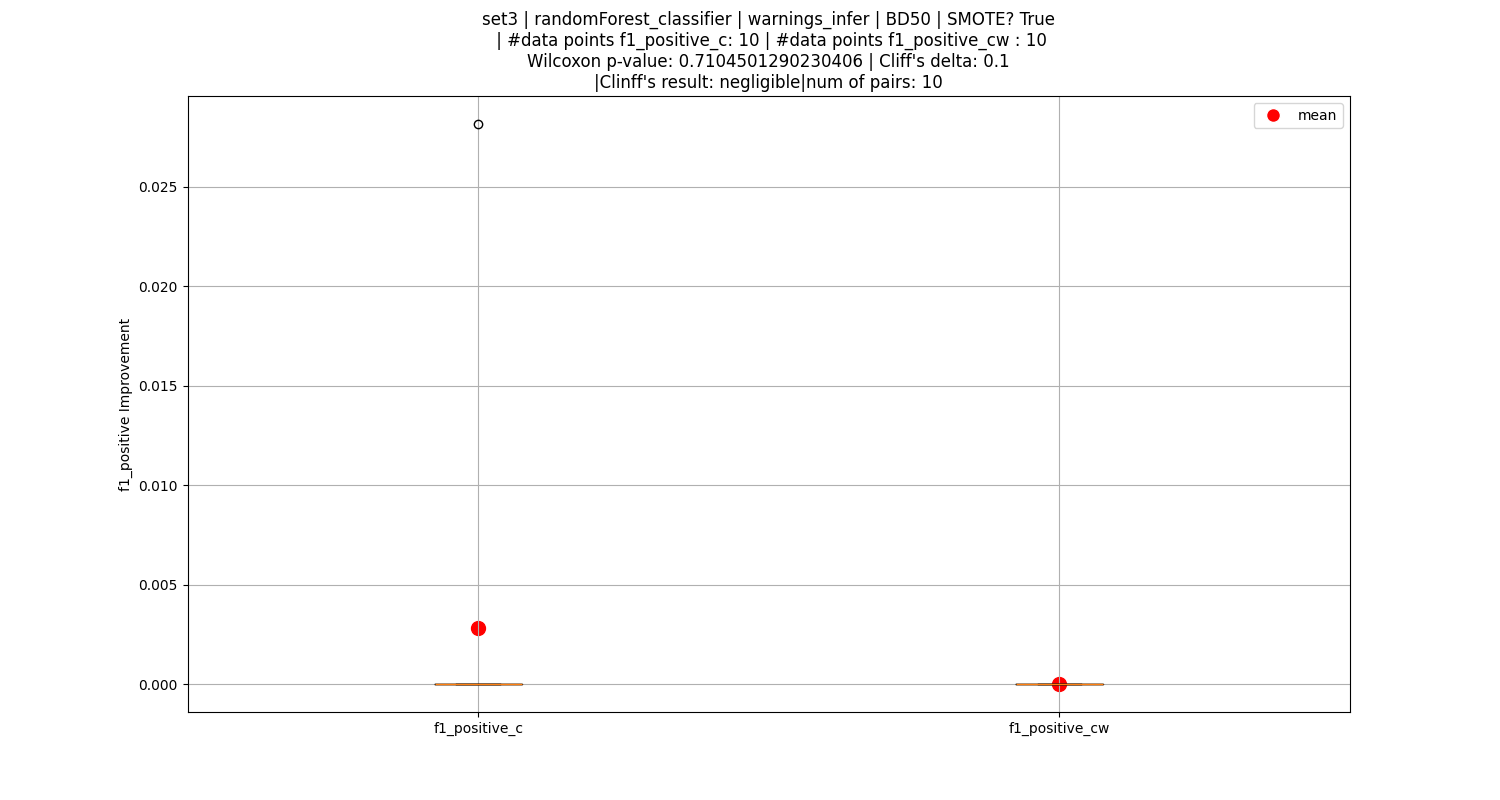 set3 | randomForest_classifier | warnings_infer | BD50 | SMOTE? True
| #data points f1_positive_c: 10 | #data points f1_positive_cw : 10
Wilcoxon p-value: 0.7104501290230406 | Cliff's delta: 0.1
|Clinff's result: negligible|num of pairs: 10
mean
0.025
0.020
0.015
0.010
0.005
0.000
f1_positive Improvement
f1_positive_c
f1_positive_cw